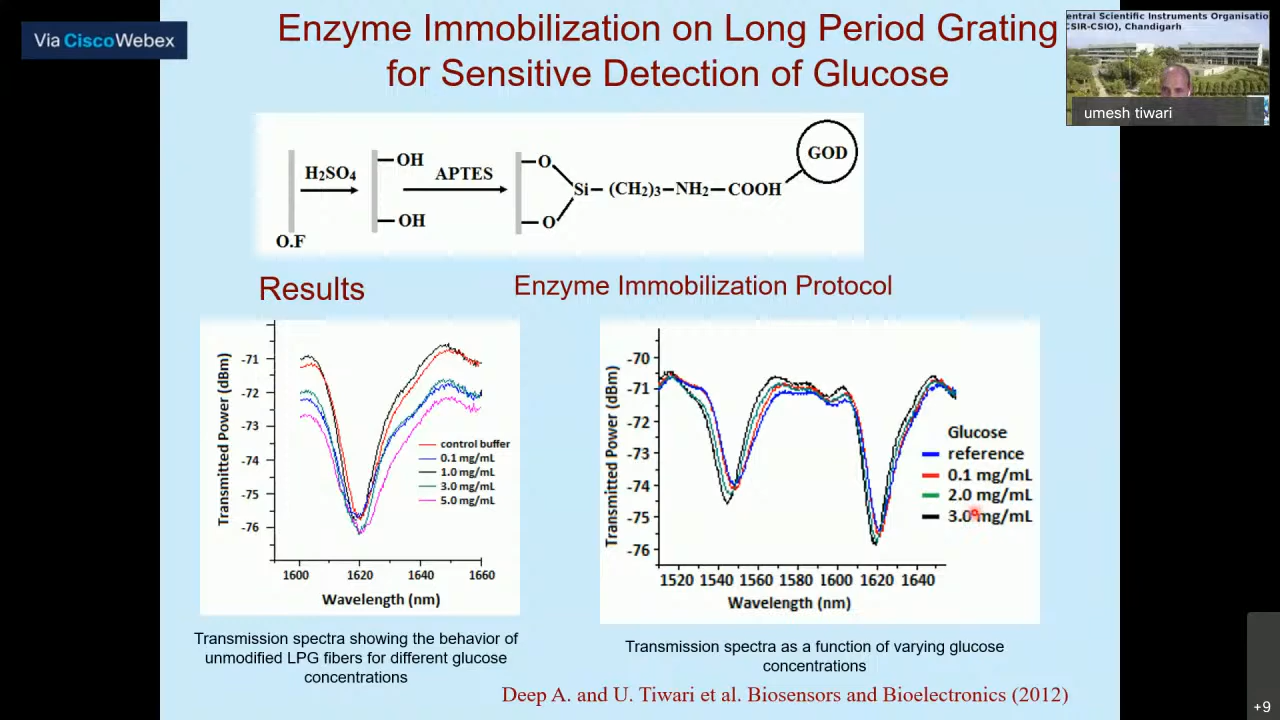 Via Cisco Webex
Enzyme Immobilization on Long Period Grating
for Sensitive Detection of Glucose
entral Scientific Instruments Organisatio
CSIR-CSIO), Chandigarh
umesh tiwari
O.F
H₂SO₄
OH
OH
APTES
O
O
Si
(CH₂)₃
NH₂
COOH
GOD
Results
Enzyme Immobilization Protocol
Transmitted Power (dBm)
-71
-72
-73
-74
-75
-76
control buffer
0.1 mg/mL
1.0 mg/mL
3.0 mg/mL
5.0 mg/mL
1600 1620 1640 1660
Wavelength (nm)
Transmission spectra showing the behavior of
unmodified LPG fibers for different glucose
concentrations
Transmitted Power (dBm)
-70
-71
-72
-73
-74
-75
-76
Glucose
reference
0.1 mg/mL
2.0 mg/mL
3.0 mg/mL
1520 1540 1560 1580 1600 1620 1640
Wavelength (nm)
Transmission spectra as a function of varying glucose
concentrations
Deep A. and U. Tiwari et al. Biosensors and Bioelectronics (2012)
+9